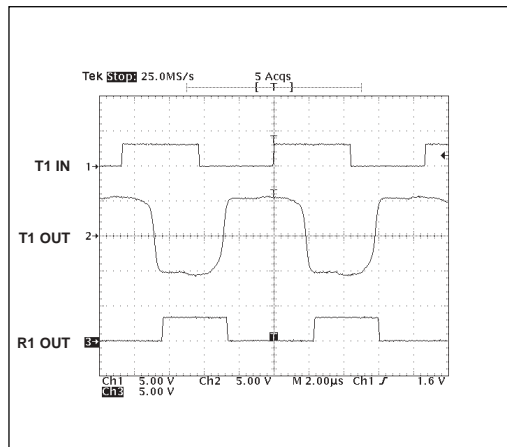 Tek Stop: 25.0MS/s 5 Acqs
[ T ]
T1 IN 1→
T1 OUT 2→
R1 OUT 3→
T
Ch1 5.00 V Ch2 5.00 V M 2.00µs Ch1 ∫ 1.6 V
Ch3 5.00 V